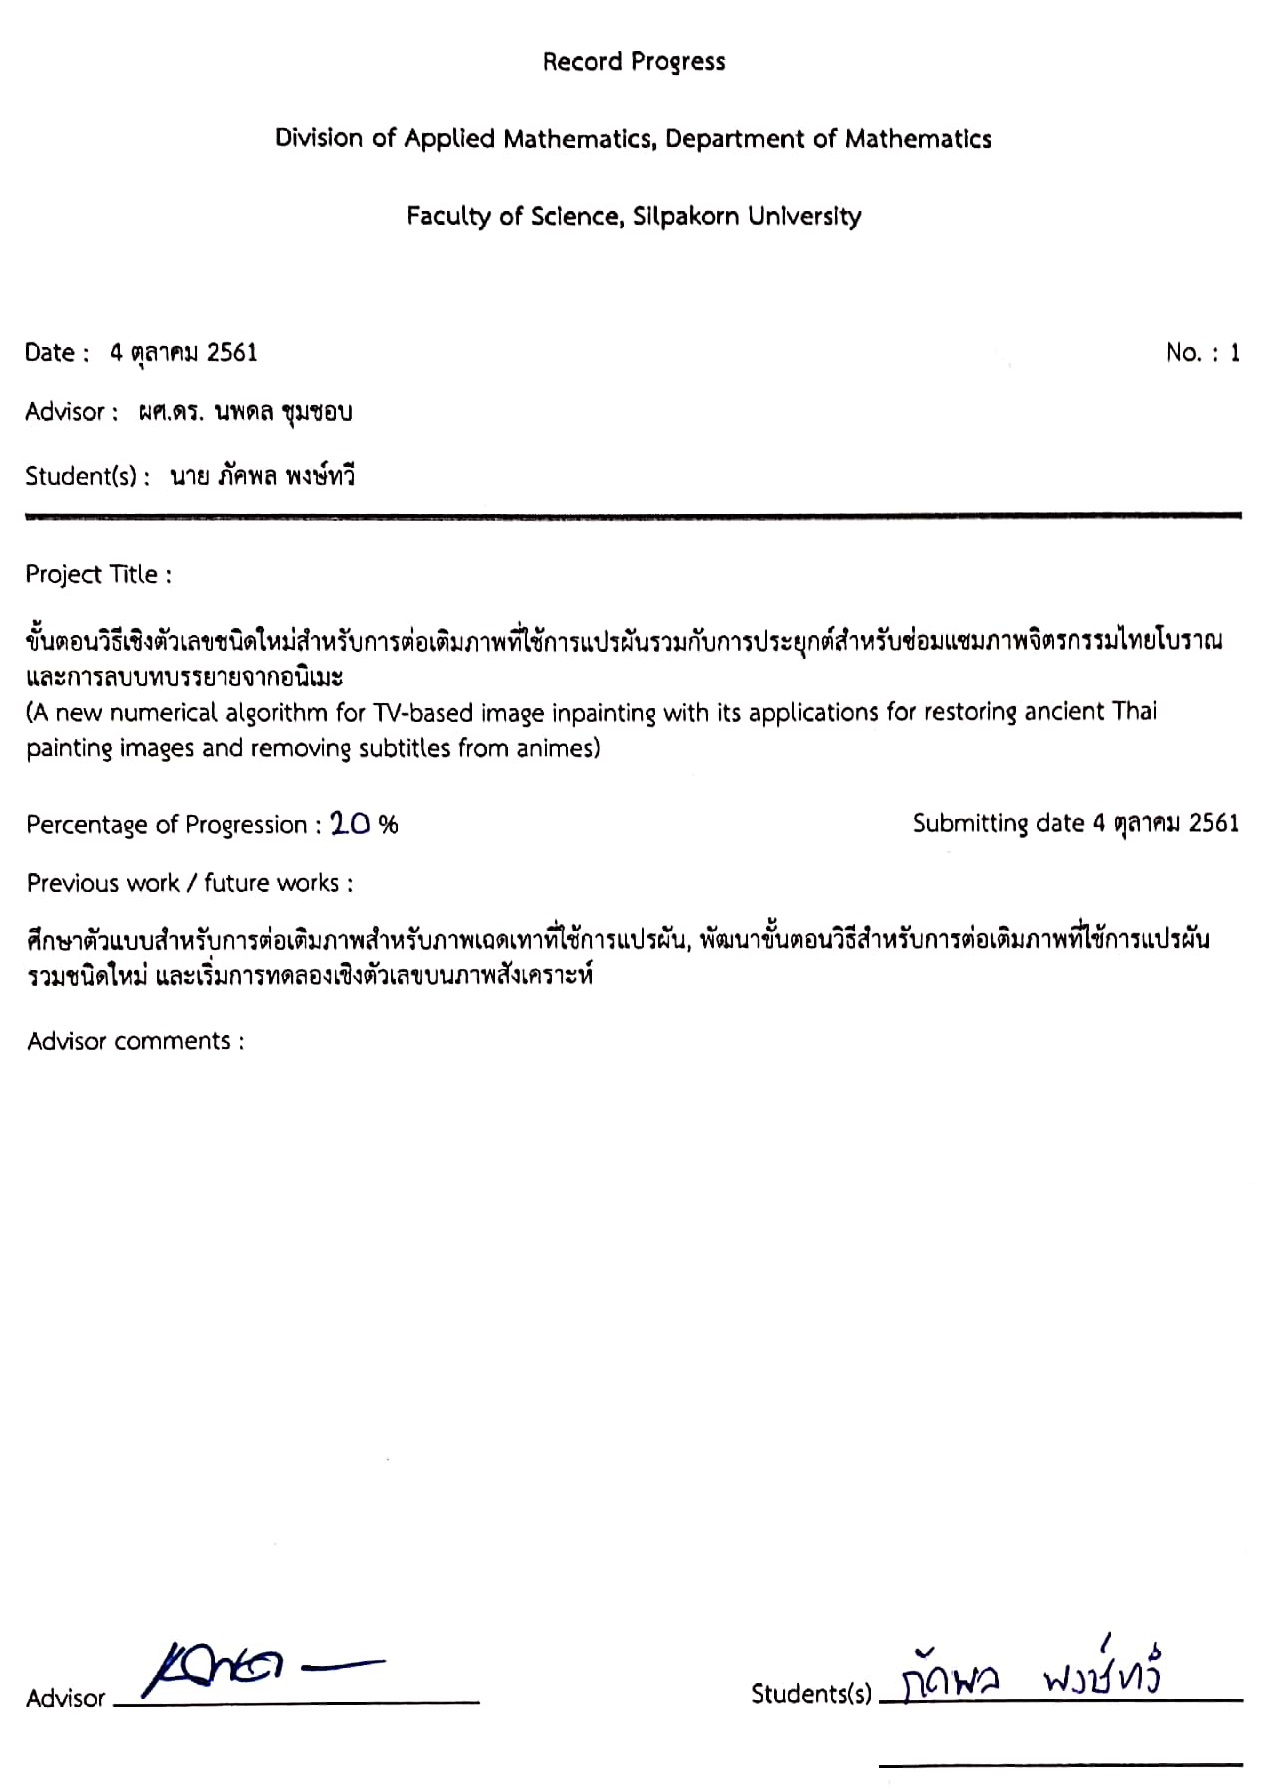 Record Progress
Division of Applied Mathematics, Department of Mathematics
Faculty of Science, Silpakorn University
Date : 4 ตุลาคม 2561
No. : 1
Advisor : ผศ.ดร. นพดล ชุมชอบ
Student(s) : นาย ภัคพล พงษ์ทวี
Project Title :
ขั้นตอนวิธีเชิงตัวเลขชนิดใหม่สำหรับการต่อเติมภาพที่ใช้การแปรผันรวมกับการประยุกต์สำหรับซ่อมแซมภาพจิตรกรรมไทยโบราณ
และการลบบทบรรยายจากอนิเมะ
(A new numerical algorithm for TV-based image inpainting with its applications for restoring ancient Thai
painting images and removing subtitles from animes)
Percentage of Progression : 20 %
Submitting date 4 ตุลาคม 2561
Previous work / future works :
ศึกษาตัวแบบสำหรับการต่อเติมภาพสำหรับภาพเฉดเทาที่ใช้การแปรผัน, พัฒนาขั้นตอนวิธีสำหรับการต่อเติมภาพที่ใช้การแปรผัน
รวมชนิดใหม่ และเริ่มการทดลองเชิงตัวเลขบนภาพสังเคราะห์
Advisor comments :
Advisor
Students(s) ภัคพล พงษ์ทวี